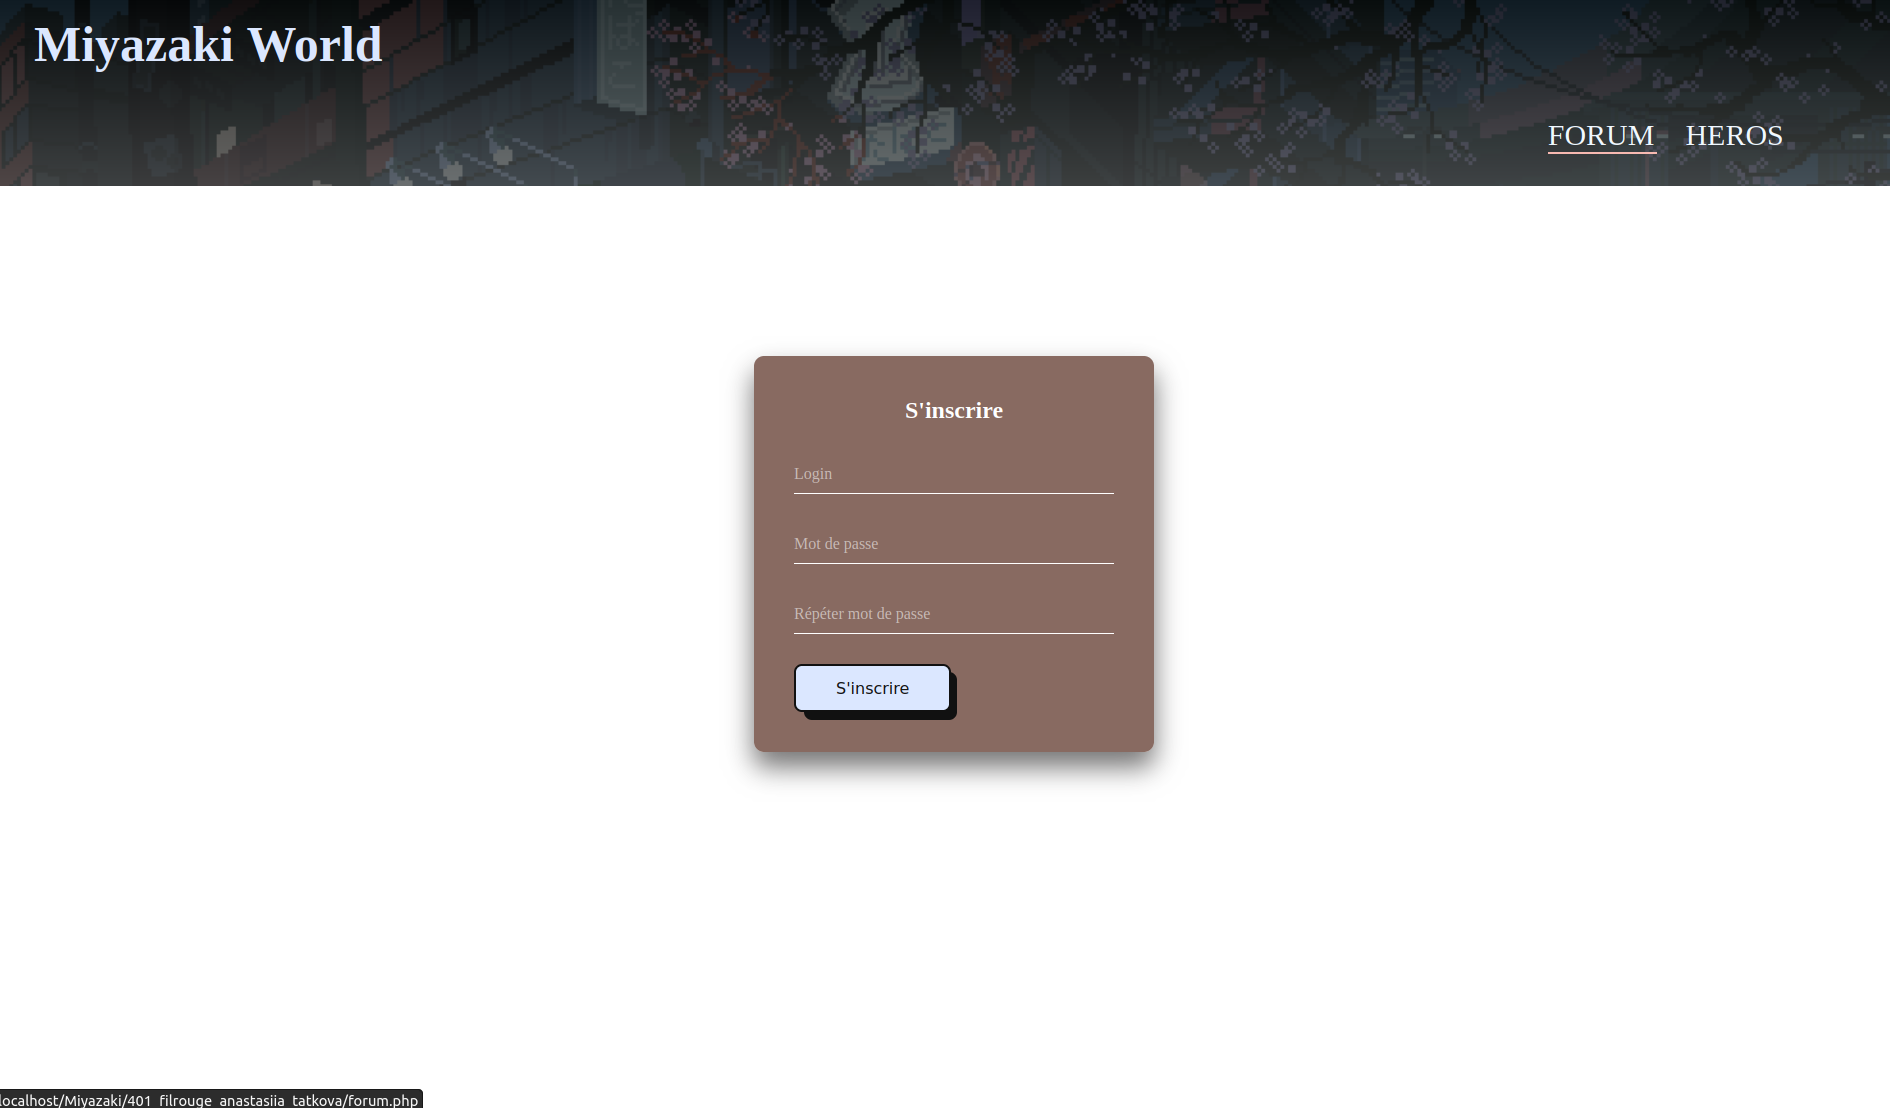 Miyazaki World
FORUM HEROS
S'inscrire
Login
Mot de passe
Répéter mot de passe
S'inscrire
localhost/Miyazaki/401_filrouge_anastasiia_tatkova/forum.php